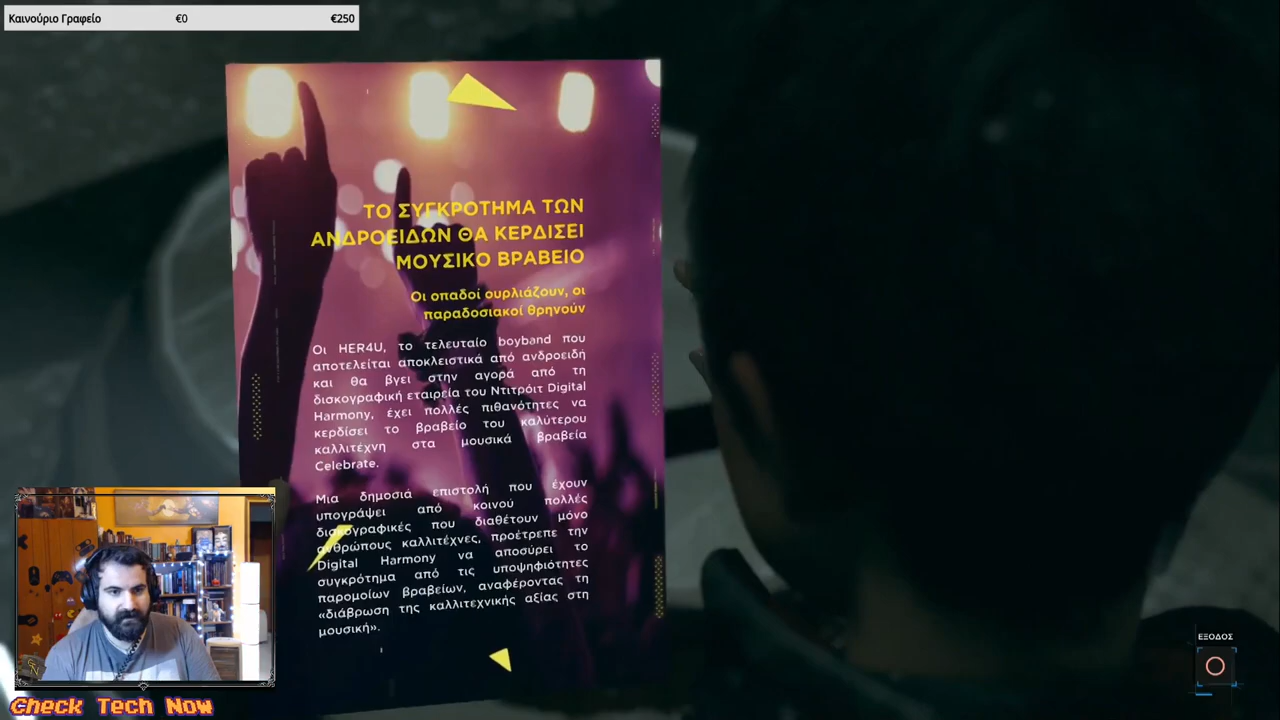 Καινούριο Γραφείο €0 €250
ΤΟ ΣΥΓΚΡΟΤΗΜΑ ΤΩΝ
ΑΝΔΡΟΕΙΔΩΝ ΘΑ ΚΕΡΔΙΣΕΙ
ΜΟΥΣΙΚΟ ΒΡΑΒΕΙΟ
Οι οπαδοί ουρλιάζουν, οι
παραδοσιακοί θρηνούν
Οι HER4U, το τελευταίο boyband που
αποτελείται αποκλειστικά από ανδροειδή
και θα βγει στην αγορά από τη
δισκογραφική εταιρεία του Ντιτρόιτ Digital
Harmony, έχει πολλές πιθανότητες να
κερδίσει το βραβείο του καλύτερου
καλλιτέχνη στα μουσικά βραβεία
Celebrate.
Μια δημοσιά επιστολή που έχουν
υπογράψει από κοινού πολλές
δισκογραφικές που διαθέτουν μόνο
ανθρώπους καλλιτέχνες, προέτρεπε την
Digital Harmony να αποσύρει το
συγκρότημα από τις υποψηφιότητες
παρομοίων βραβείων, αναφέροντας τη
«διάβρωση της καλλιτεχνικής αξίας στη
μουσική».
ΕΞΟΔΟΣ
Check Tech Now